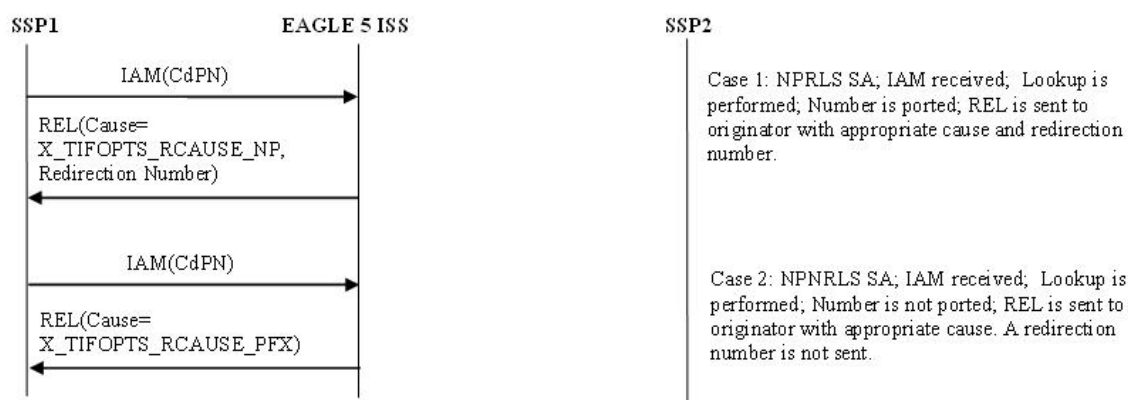 SSP1
EAGLE 5 ISS
SSP2
IAM(CdPN)
REL(Cause=
X_TIFOPTS_RCAUSE_NP,
Redirection Number)
Case 1: NPRLS SA; IAM received; Lookup is
performed; Number is ported; REL is sent to
originator with appropriate cause and redirection
number.
IAM(CdPN)
REL(Cause=
X_TIFOPTS_RCAUSE_PFX)
Case 2: NPNRLS SA; IAM received; Lookup is
performed; Number is not ported; REL is sent to
originator with appropriate cause. A redirection
number is not sent.